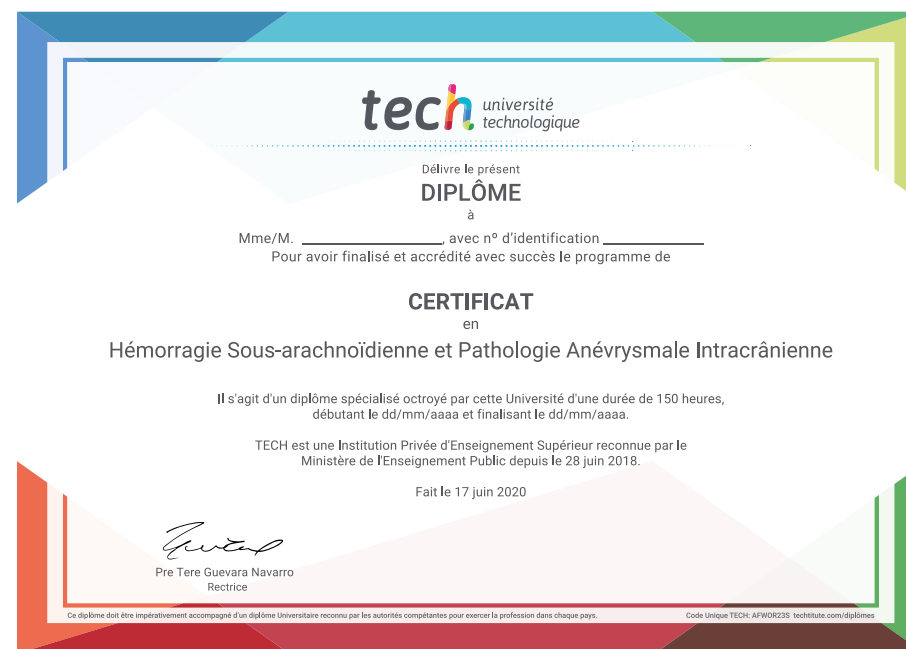 tech université
technologique
Délivre le présent
DIPLÔME
à
Mme/M. ____________, avec nº d'identification ____________
Pour avoir finalisé et accrédité avec succès le programme de
CERTIFICAT
en
Hémorragie Sous-arachnoïdienne et Pathologie Anévrysmale Intracrânienne
Il s'agit d'un diplôme spécialisé octroyé par cette Université d'une durée de 150 heures,
débutant le dd/mm/aaaa et finalisant le dd/mm/aaaa.
TECH est une Institution Privée d'Enseignement Supérieur reconnue par le
Ministère de l'Enseignement Public depuis le 28 juin 2018.
Fait le 17 juin 2020
Pre Tere Guevara Navarro
Rectrice
Ce diplôme doit être impérativement accompagné d'un diplôme Universitaire reconnu par les autorités compétantes pour exercer la profession dans chaque pays.
Code Unique TECH: AFWOR23S techtitute.com/diplômes